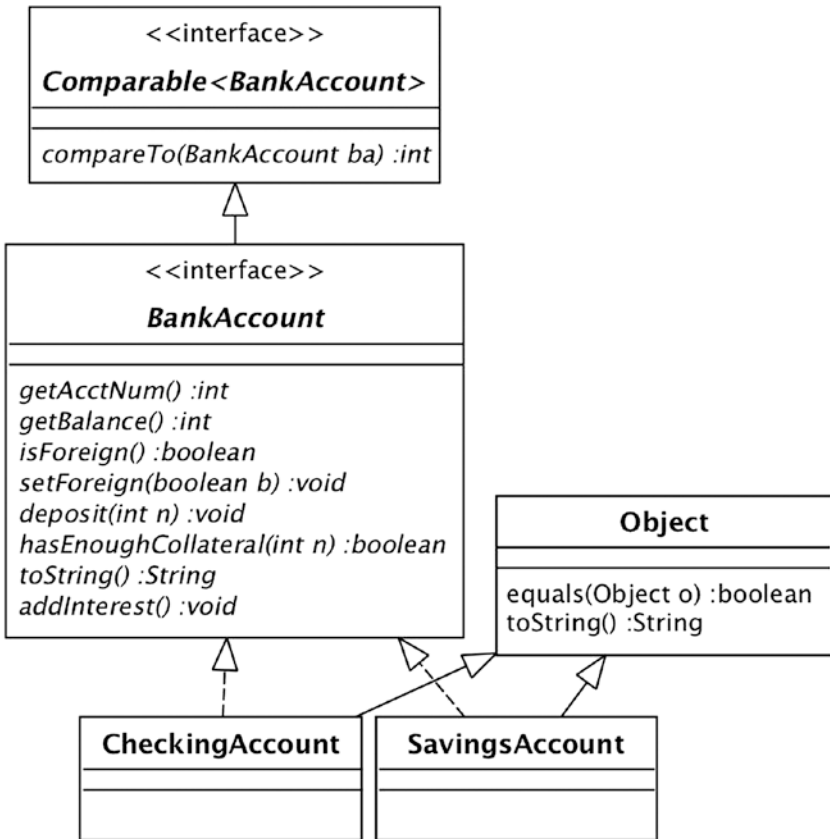 <<interface>>
Comparable<BankAccount>
compareTo(BankAccount ba) :int
<<interface>>
BankAccount
getAcctNum() :int
getBalance() :int
isForeign() :boolean
setForeign(boolean b) :void
deposit(int n) :void
hasEnoughCollateral(int n) :boolean
toString() :String
addInterest() :void
Object
equals(Object o) :boolean
toString() :String
CheckingAccount
SavingsAccount